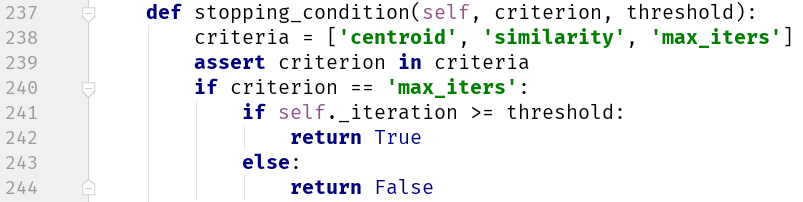 237 def stopping_condition(self, criterion, threshold):
238 criteria = ['centroid', 'similarity', 'max_iters']
239 assert criterion in criteria
240 if criterion == 'max_iters':
241 if self._iteration >= threshold:
242 return True
243 else:
244 return False